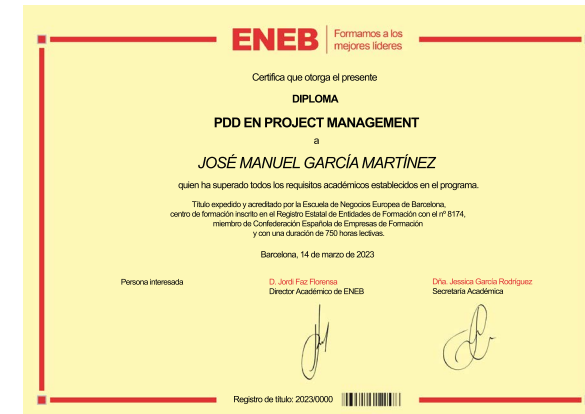 ENEB
Formamos a los
mejores líderes
Certifica que otorga el presente
DIPLOMA
PDD EN PROJECT MANAGEMENT
a
JOSÉ MANUEL GARCÍA MARTÍNEZ
quien ha superado todos los requisitos académicos establecidos en el programa.
Título expedido y acreditado por la Escuela de Negocios Europea de Barcelona,
centro de formación inscrito en el Registro Estatal de Entidades de Formación con el nº 8174,
miembro de Confederación Española de Empresas de Formación
y con una duración de 750 horas lectivas.
Barcelona, 14 de marzo de 2023
Persona interesada
D. Jordi Faz Florensa
Director Académico de ENEB
Dña. Jessica García Rodríguez
Secretaría Académica
Registro de título: 2023/0000